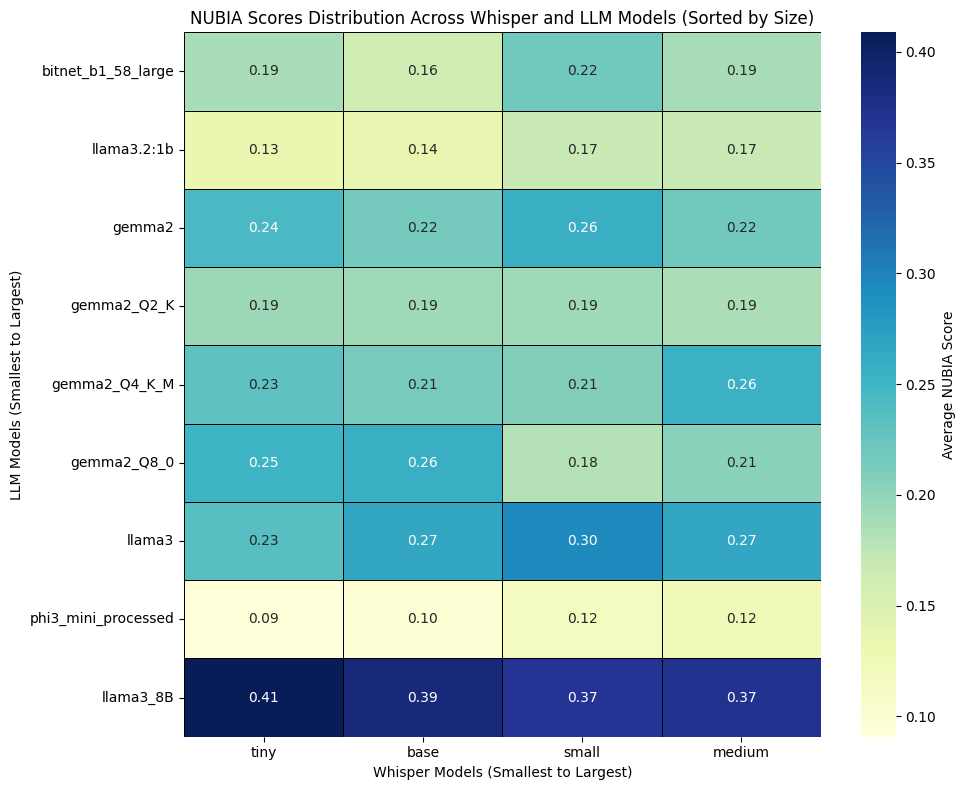 NUBIA Scores Distribution Across Whisper and LLM Models (Sorted by Size)
LLM Models (Smallest to Largest)
bitnet_b1_58_large 0.19 0.16 0.22 0.19
llama3.2:1b 0.13 0.14 0.17 0.17
gemma2 0.24 0.22 0.26 0.22
gemma2_Q2_K 0.19 0.19 0.19 0.19
gemma2_Q4_K_M 0.23 0.21 0.21 0.26
gemma2_Q8_0 0.25 0.26 0.18 0.21
llama3 0.23 0.27 0.30 0.27
phi3_mini_processed 0.09 0.10 0.12 0.12
llama3_8B 0.41 0.39 0.37 0.37
tiny base small medium
Whisper Models (Smallest to Largest)
0.40
0.35
0.30
0.25
0.20
0.15
0.10
Average NUBIA Score